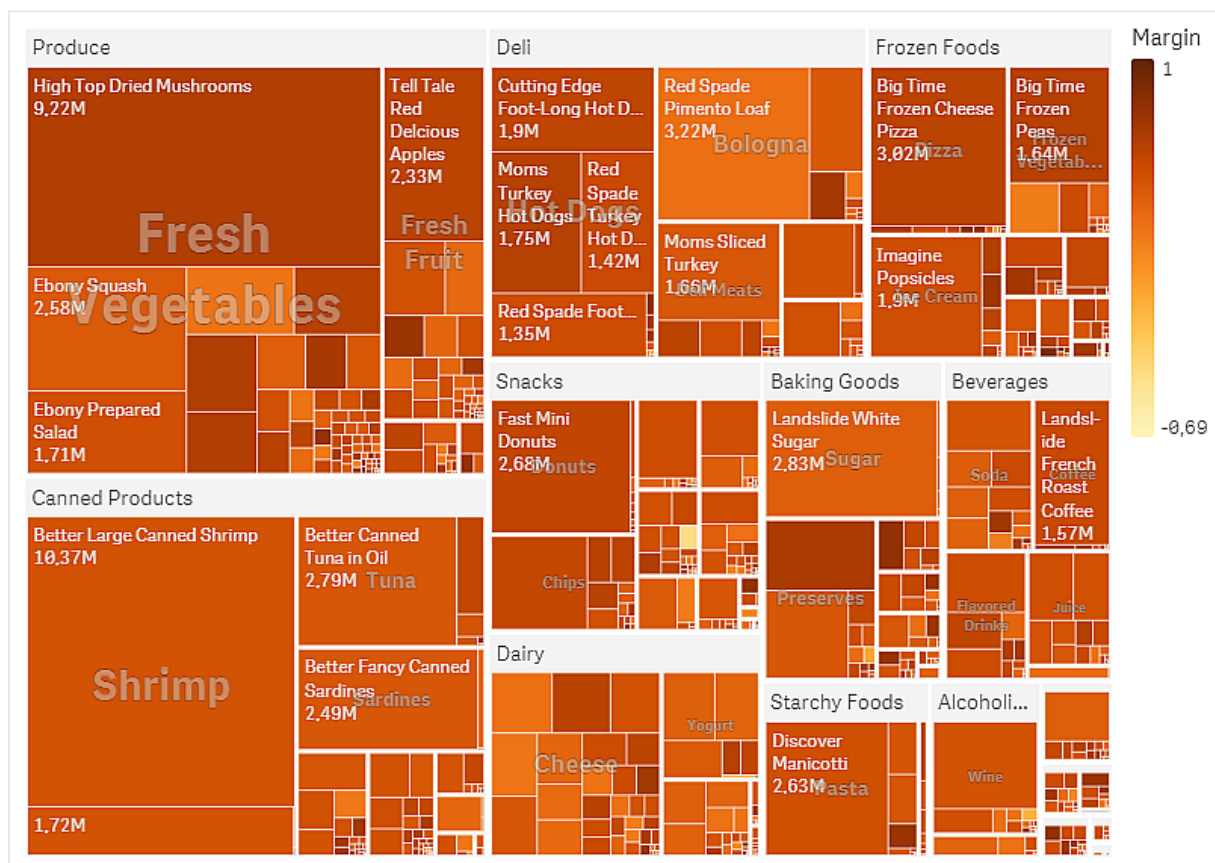 Produce
High Top Dried Mushrooms
9,22M
Fresh
Vegetables
Ebony Squash
2,58M
Ebony Prepared
Salad
1,71M
Tell Tale
Red
Delcious
Apples
2,33M
Fresh
Fruit
Canned Products
Better Large Canned Shrimp
10,37M
Shrimp
1,72M
Better Canned
Tuna in Oil
2,79M
Tuna
Better Fancy Canned
Sardines
2,49M
Sardines
Deli
Cutting Edge
Foot-Long Hot D...
1,9M
Moms
Turkey
Hot Dogs
1,75M
Red
Spade
Turkey
Hot D...
1,42M
Hot Dogs
Red Spade Foot...
1,35M
Red Spade
Pimento Loaf
3,22M
Bologna
Moms Sliced
Turkey
1,66M
Deli Meats
Frozen Foods
Big Time
Frozen Cheese
Pizza
3,02M
Pizza
Big Time
Frozen
Peas
1,64M
Frozen
Vegetab...
Imagine
Popsicles
1,9M
Ice Cream
Snacks
Fast Mini
Donuts
2,68M
Donuts
Chips
Dairy
Cheese
Yogurt
Baking Goods
Landslide White
Sugar
2,83M
Sugar
Preserves
Beverages
Soda
Landsl-
ide
French
Roast
Coffee
1,57M
Coffee
Flavored
Drinks
Juice
Starchy Foods
Discover
Manicotti
2,63M
Pasta
Alcoholi...
Wine
Margin
1
-0,69